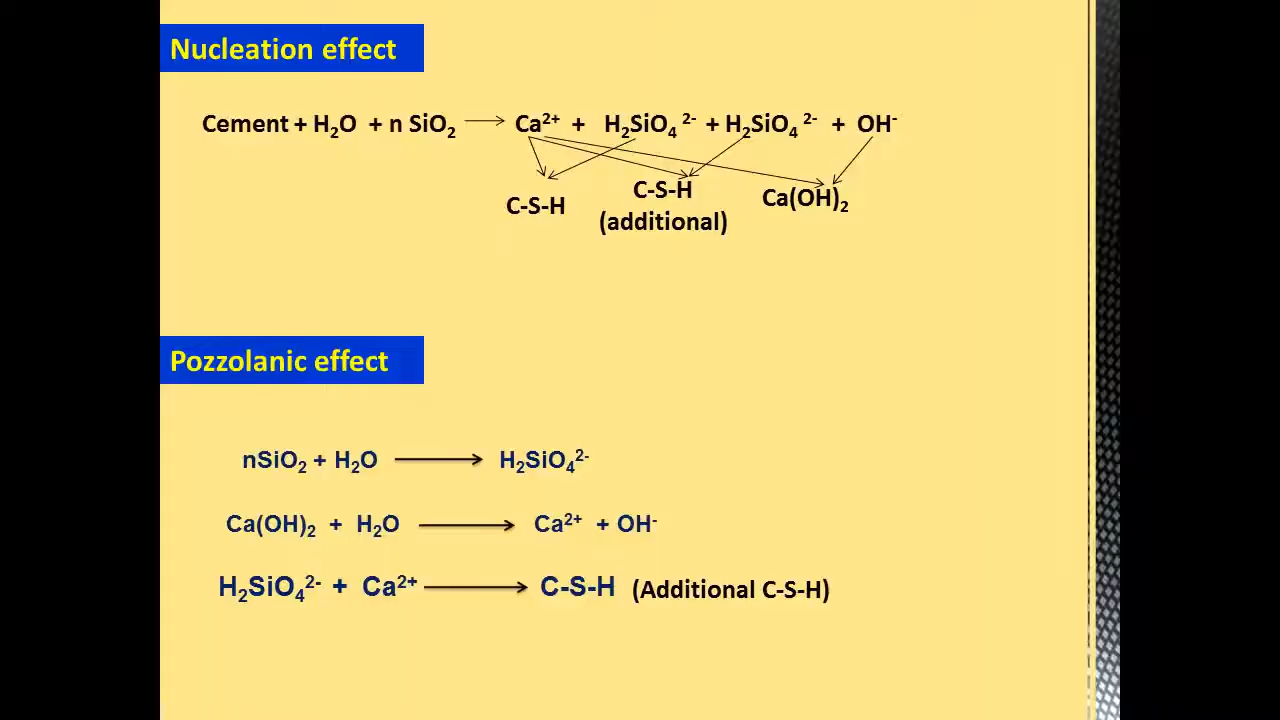 Nucleation effect
Cement + H₂O + n SiO₂ → Ca²⁺ + H₂SiO₄ ²⁻ + H₂SiO₄ ²⁻ + OH⁻
C-S-H C-S-H Ca(OH)₂
(additional)
Pozzolanic effect
nSiO₂ + H₂O → H₂SiO₄²⁻
Ca(OH)₂ + H₂O → Ca²⁺ + OH⁻
H₂SiO₄²⁻ + Ca²⁺ → C-S-H (Additional C-S-H)